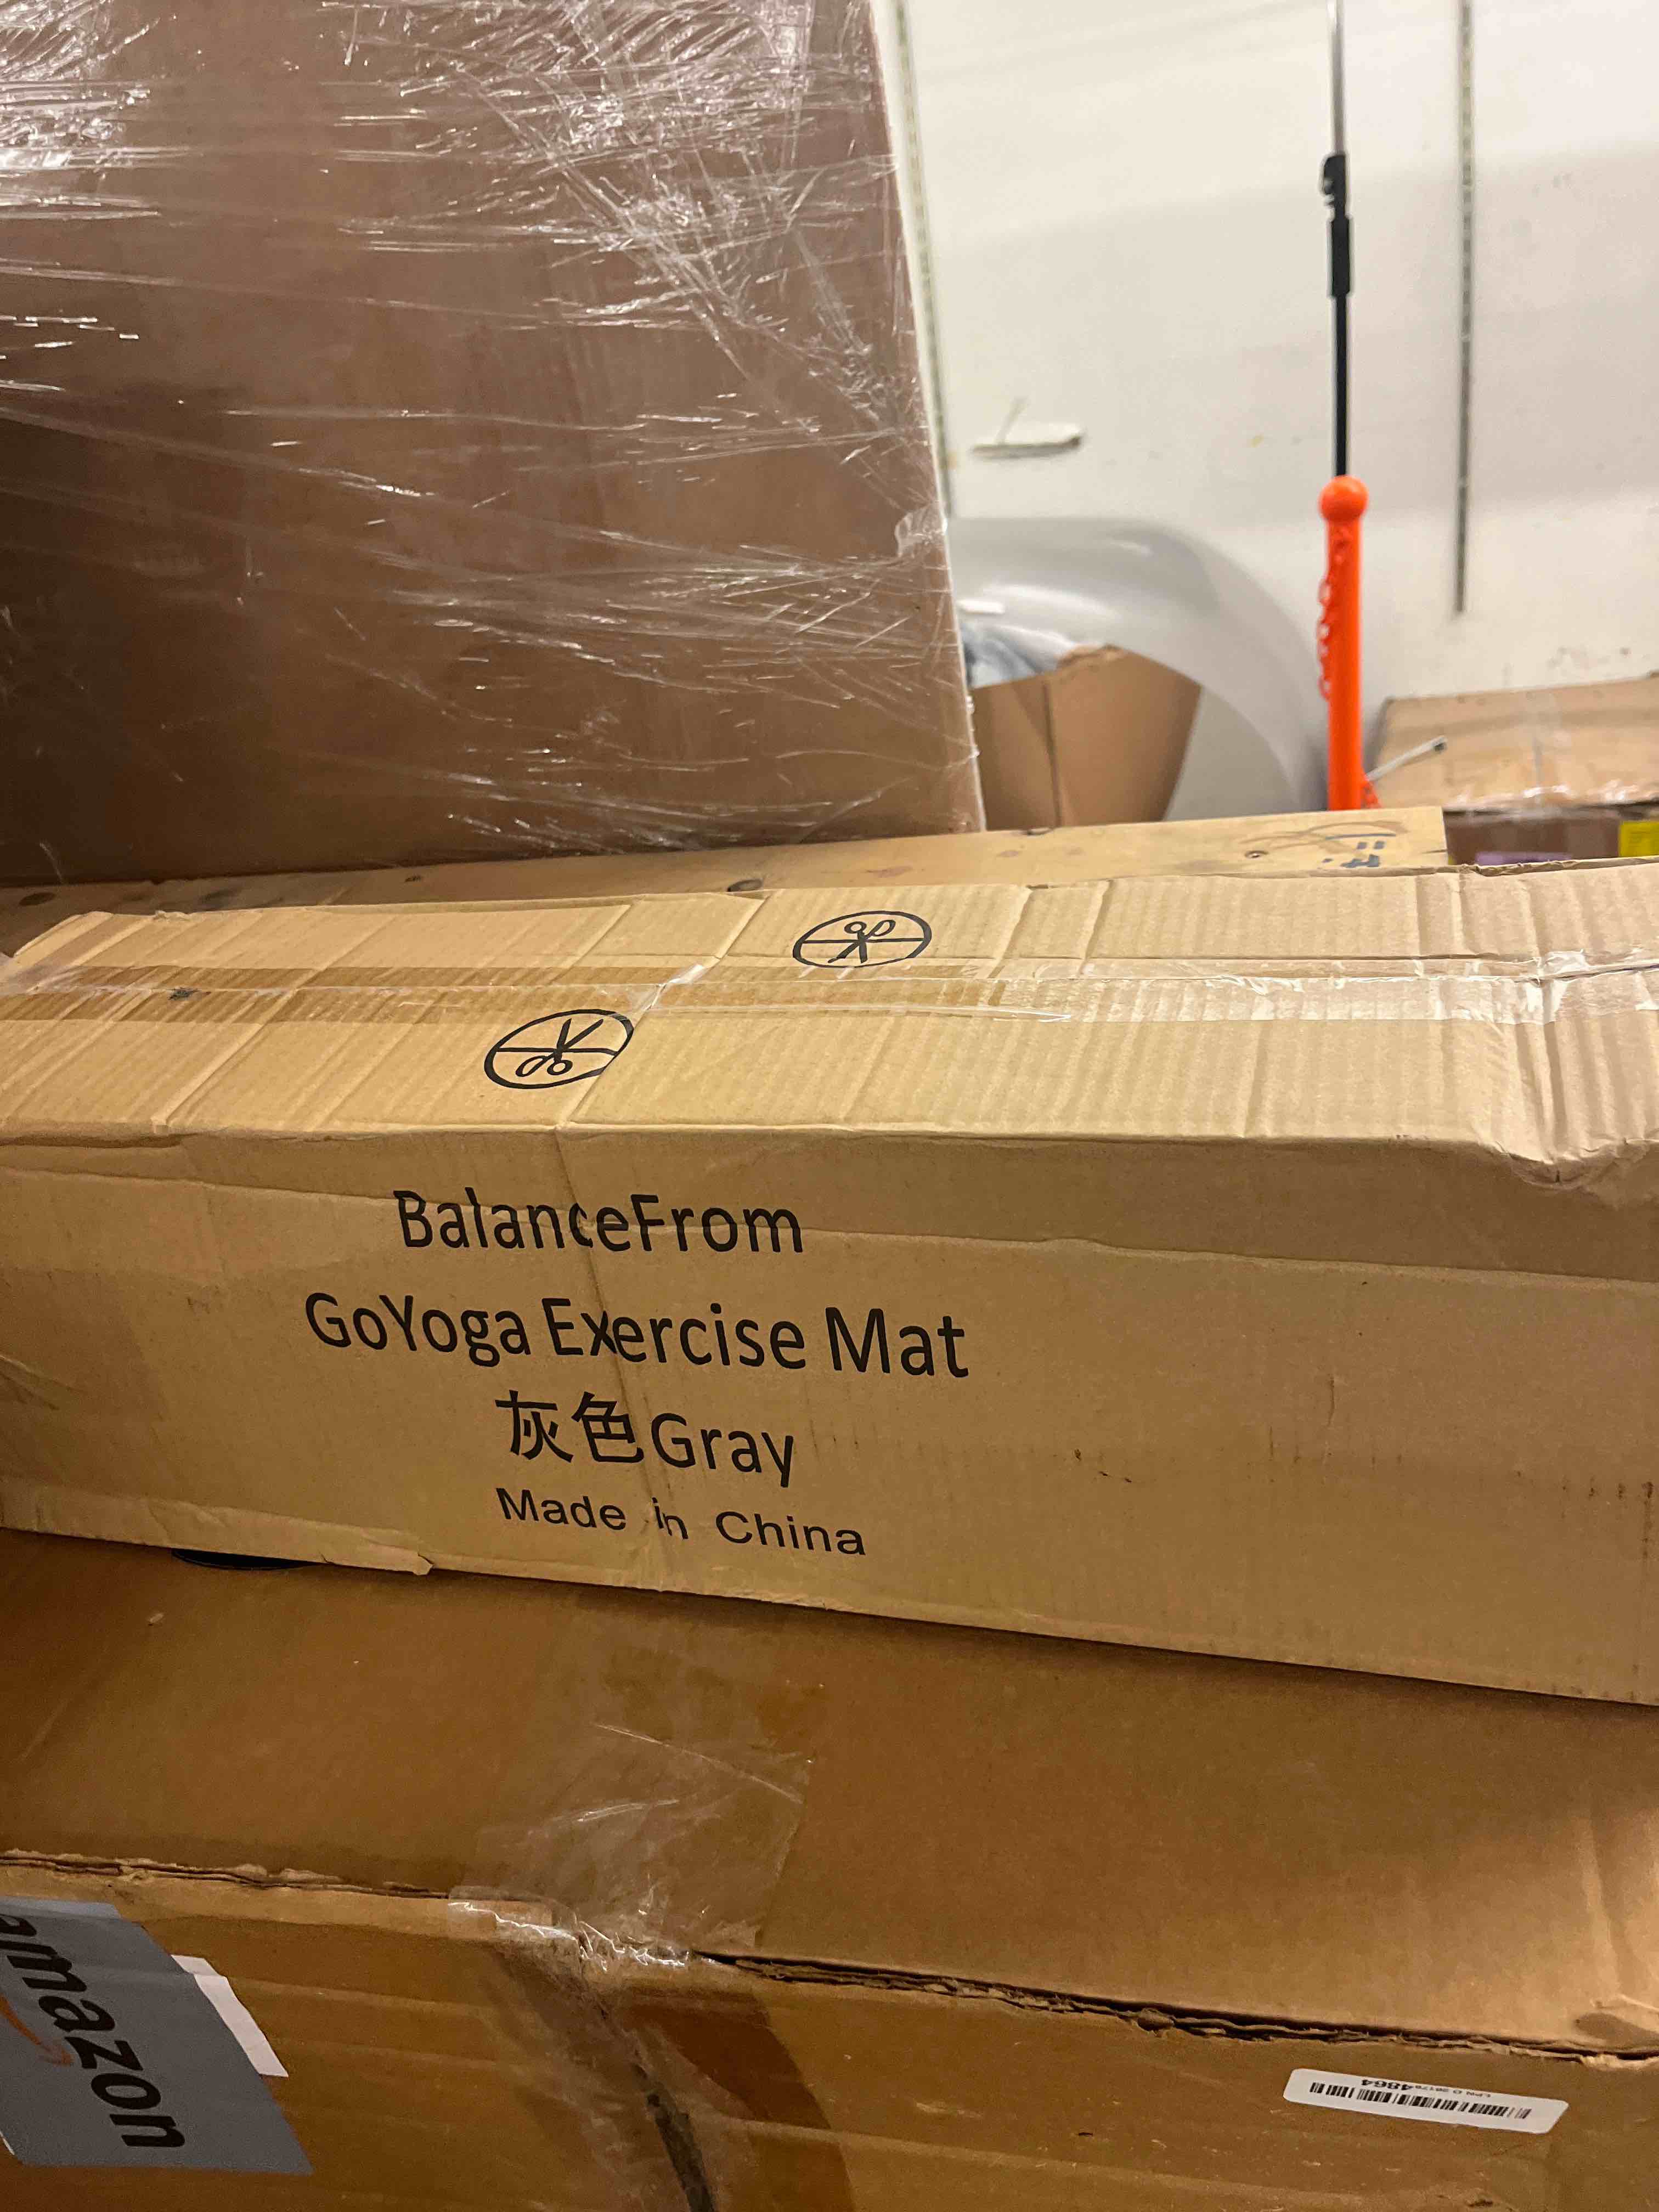 BalanceFrom
GoYoga Exercise Mat
灰色Gray
Made in China
amazon